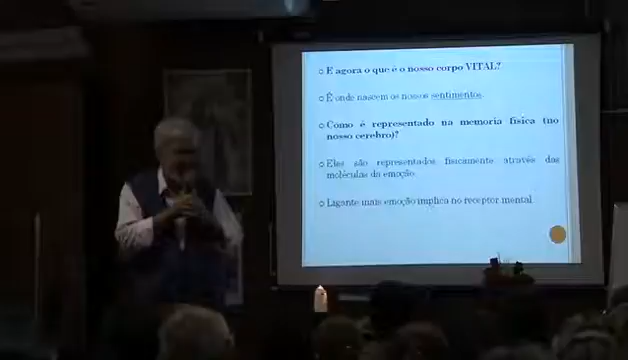 E agora o que é o nosso corpo VITAL?
É onde nascem os nossos sentimentos.
Como é representado na memoria física (no
nosso cerebro)?
Eles são representados fisicamente através das
moléculas da emoção.
Ligante mais emoção implica no receptor mental.